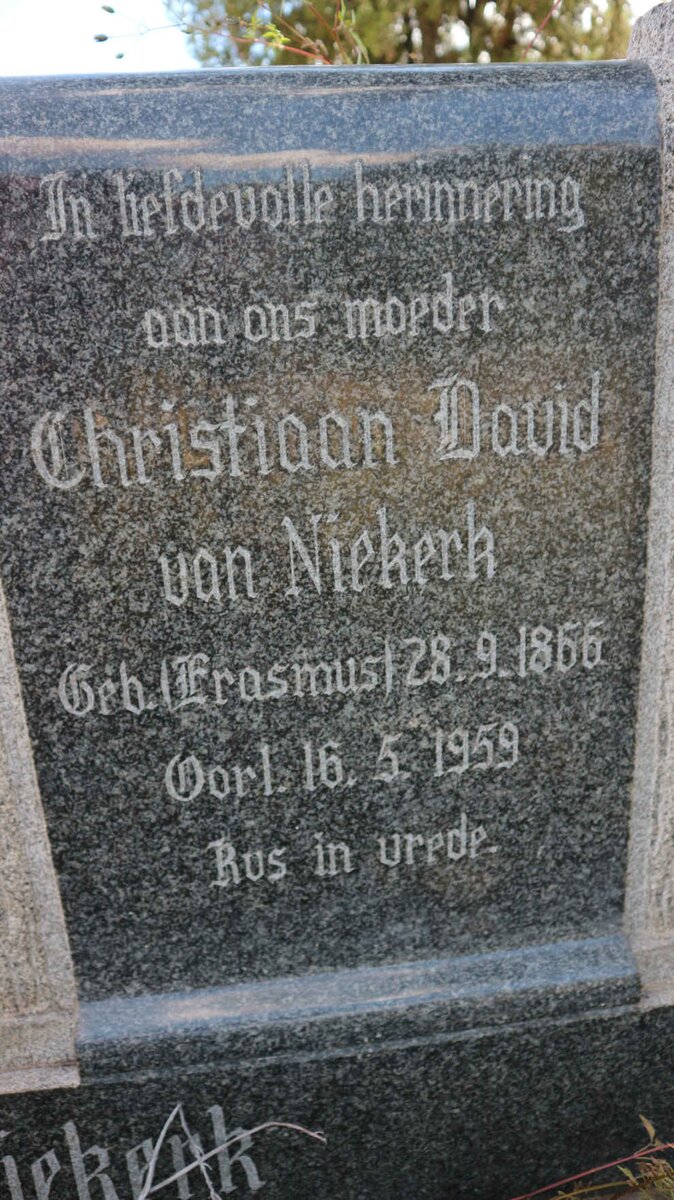 In liefdevolle herinnering
aan ons moeder
Christiaan David
van Niekerk
Geb. (Erasmus) 28. 9. 1866
Oorl. 16. 5. 1959
Rus in vrede.
iekerk